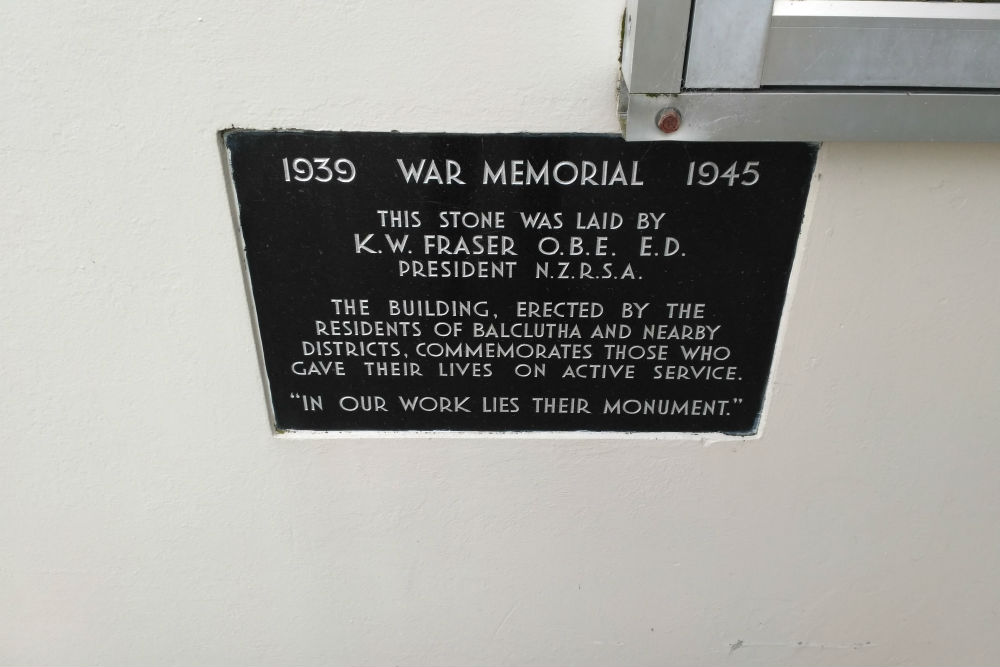 1939 WAR MEMORIAL 1945
THIS STONE WAS LAID BY
K.W. FRASER O.B.E. E.D.
PRESIDENT N.Z.R.S.A.
THE BUILDING, ERECTED BY THE
RESIDENTS OF BALCLUTHA AND NEARBY
DISTRICTS, COMMEMORATES THOSE WHO
GAVE THEIR LIVES ON ACTIVE SERVICE.
"IN OUR WORK LIES THEIR MONUMENT."